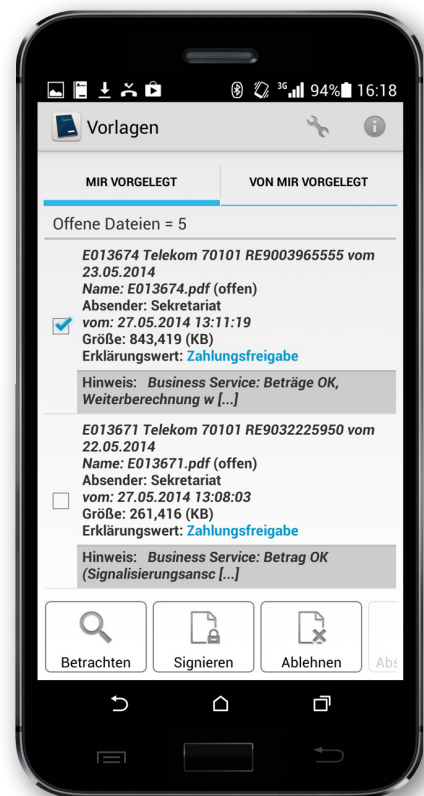 3G 94% 16:18
Vorlagen
MIR VORGELEGT VON MIR VORGELEGT
Offene Dateien = 5
E013674 Telekom 70101 RE9003965555 vom
23.05.2014
Name: E013674.pdf (offen)
Absender: Sekretariat
vom: 27.05.2014 13:11:19
Größe: 843,419 (KB)
Erklärungswert: Zahlungsfreigabe
Hinweis: Business Service: Beträge OK,
Weiterberechnung w [...]
E013671 Telekom 70101 RE9032225950 vom
22.05.2014
Name: E013671.pdf (offen)
Absender: Sekretariat
vom: 27.05.2014 13:08:03
Größe: 261,416 (KB)
Erklärungswert: Zahlungsfreigabe
Hinweis: Business Service: Betrag OK
(Signalisierungsansc [...]
Betrachten Signieren Ablehnen Abs